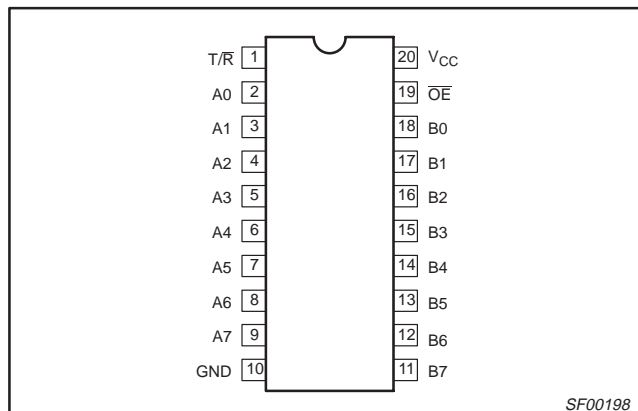 T/R̅ 1 20 VCC
A0 2 19 O̅E̅
A1 3 18 B0
A2 4 17 B1
A3 5 16 B2
A4 6 15 B3
A5 7 14 B4
A6 8 13 B5
A7 9 12 B6
GND 10 11 B7
SF00198